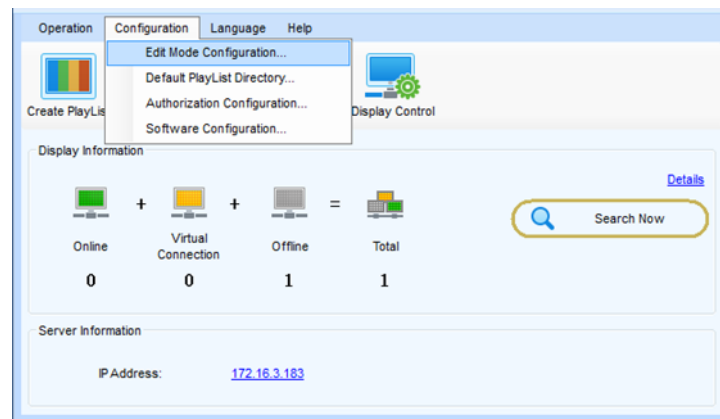 Operation Configuration Language Help
Edit Mode Configuration...
Default PlayList Directory...
Authorization Configuration...
Software Configuration...
Create PlayLis
Display Control
Display Information
Details
+ + =
Search Now
Online Virtual Connection Offline Total
0 0 1 1
Server Information
IP Address: 172.16.3.183